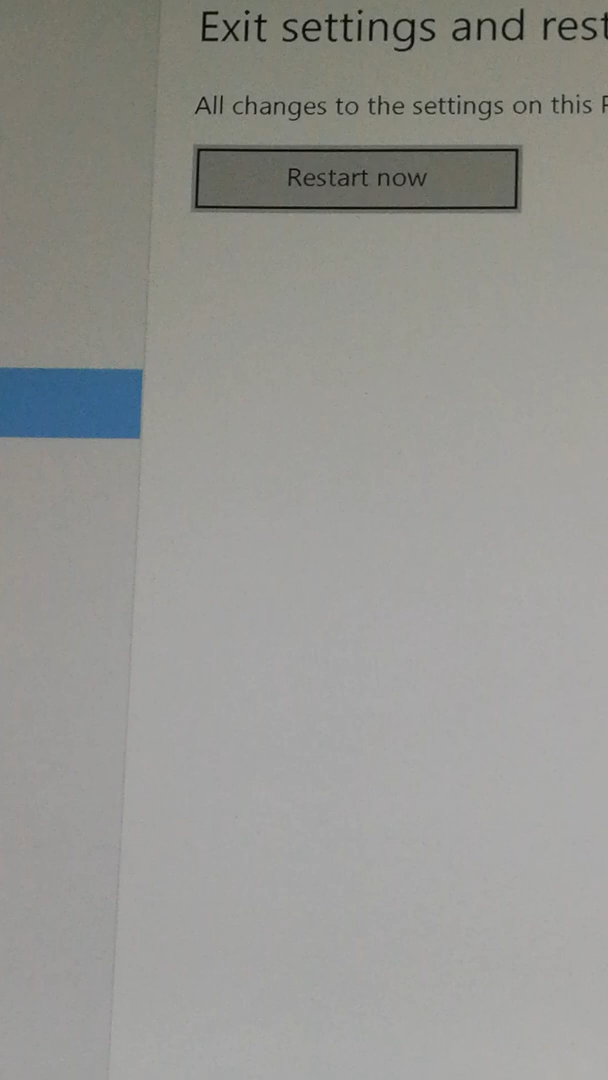 Exit settings and rest
All changes to the settings on this
Restart now